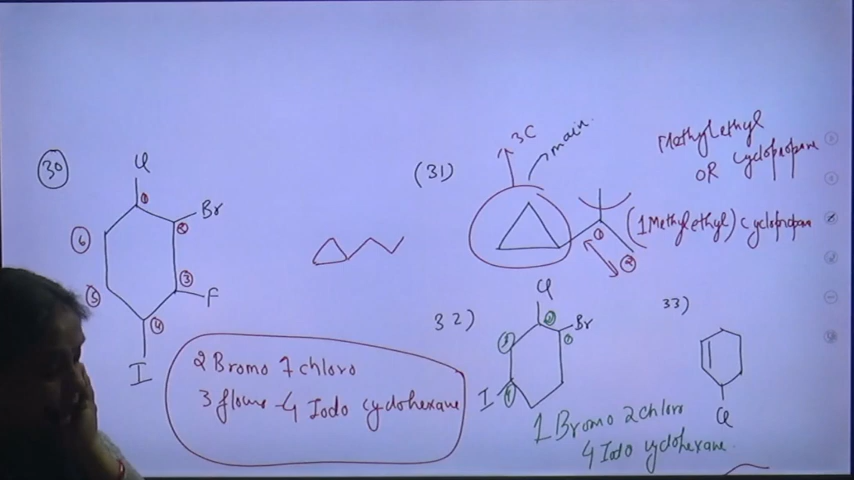 30
Cl
1
Br
2
3
F
4
I
5
6
2 Bromo 1 chloro
3 flouro -4 Iodo cyclohexane
(31)
3C
main
1
2
Methylethyl
cyclopropane
OR
(1 Methylethyl) cyclopropan
32)
Cl
2
Br
1
3
I
4
1 Bromo 2 chloro
4 Iodo cyclohexane
33)
Cl